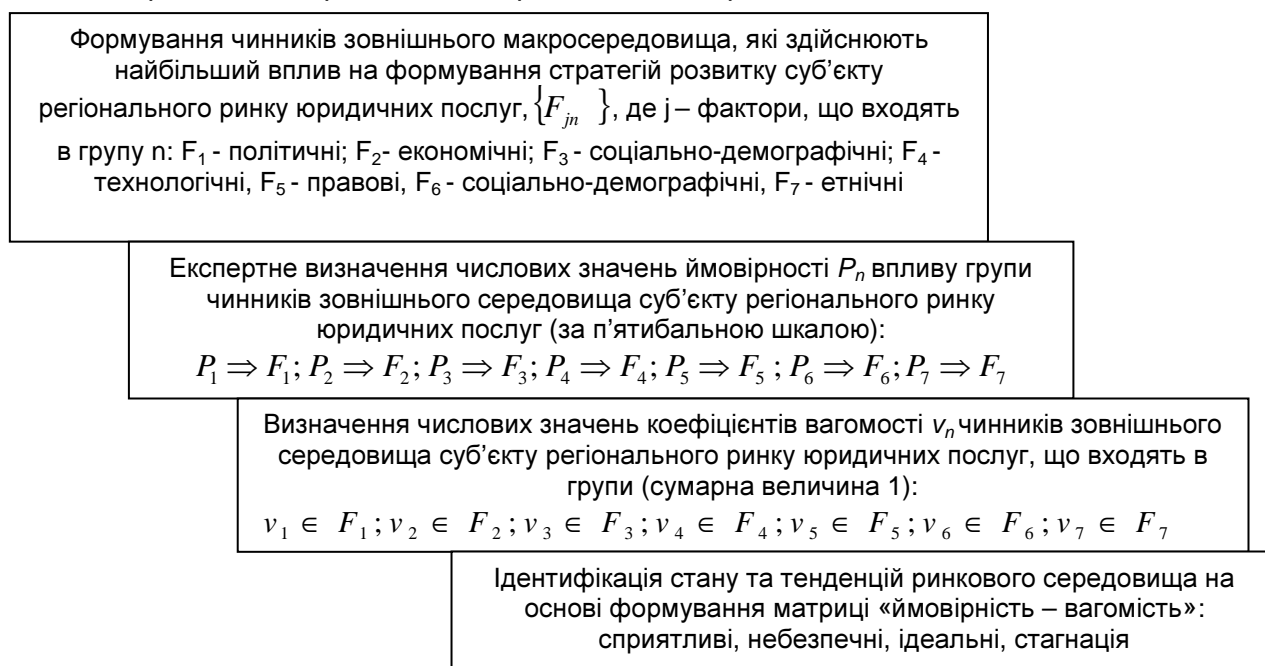 Формування чинників зовнішнього макросередовища, які здійснюють
найбільший вплив на формування стратегій розвитку суб’єкту
регіонального ринку юридичних послуг, {F_{jn} }, де j – фактори, що входять
в групу n: F₁ - політичні; F₂- економічні; F₃ - соціально-демографічні; F₄ -
технологічні, F₅ - правові, F₆ - соціально-демографічні, F₇ - етнічні
Експертне визначення числових значень ймовірності Pₙ впливу групи
чинників зовнішнього середовища суб’єкту регіонального ринку
юридичних послуг (за п’ятибальною шкалою):
P₁ ⇒ F₁; P₂ ⇒ F₂; P₃ ⇒ F₃; P₄ ⇒ F₄; P₅ ⇒ F₅ ; P₆ ⇒ F₆; P₇ ⇒ F₇
Визначення числових значень коефіцієнтів вагомості vₙ чинників зовнішнього
середовища суб’єкту регіонального ринку юридичних послуг, що входять в
групи (сумарна величина 1):
v₁ ∈ F₁ ; v₂ ∈ F₂ ; v₃ ∈ F₃ ; v₄ ∈ F₄ ; v₅ ∈ F₅ ; v₆ ∈ F₆ ; v₇ ∈ F₇
Ідентифікація стану та тенденцій ринкового середовища на
основі формування матриці «ймовірність – вагомість»:
сприятливі, небезпечні, ідеальні, стагнація